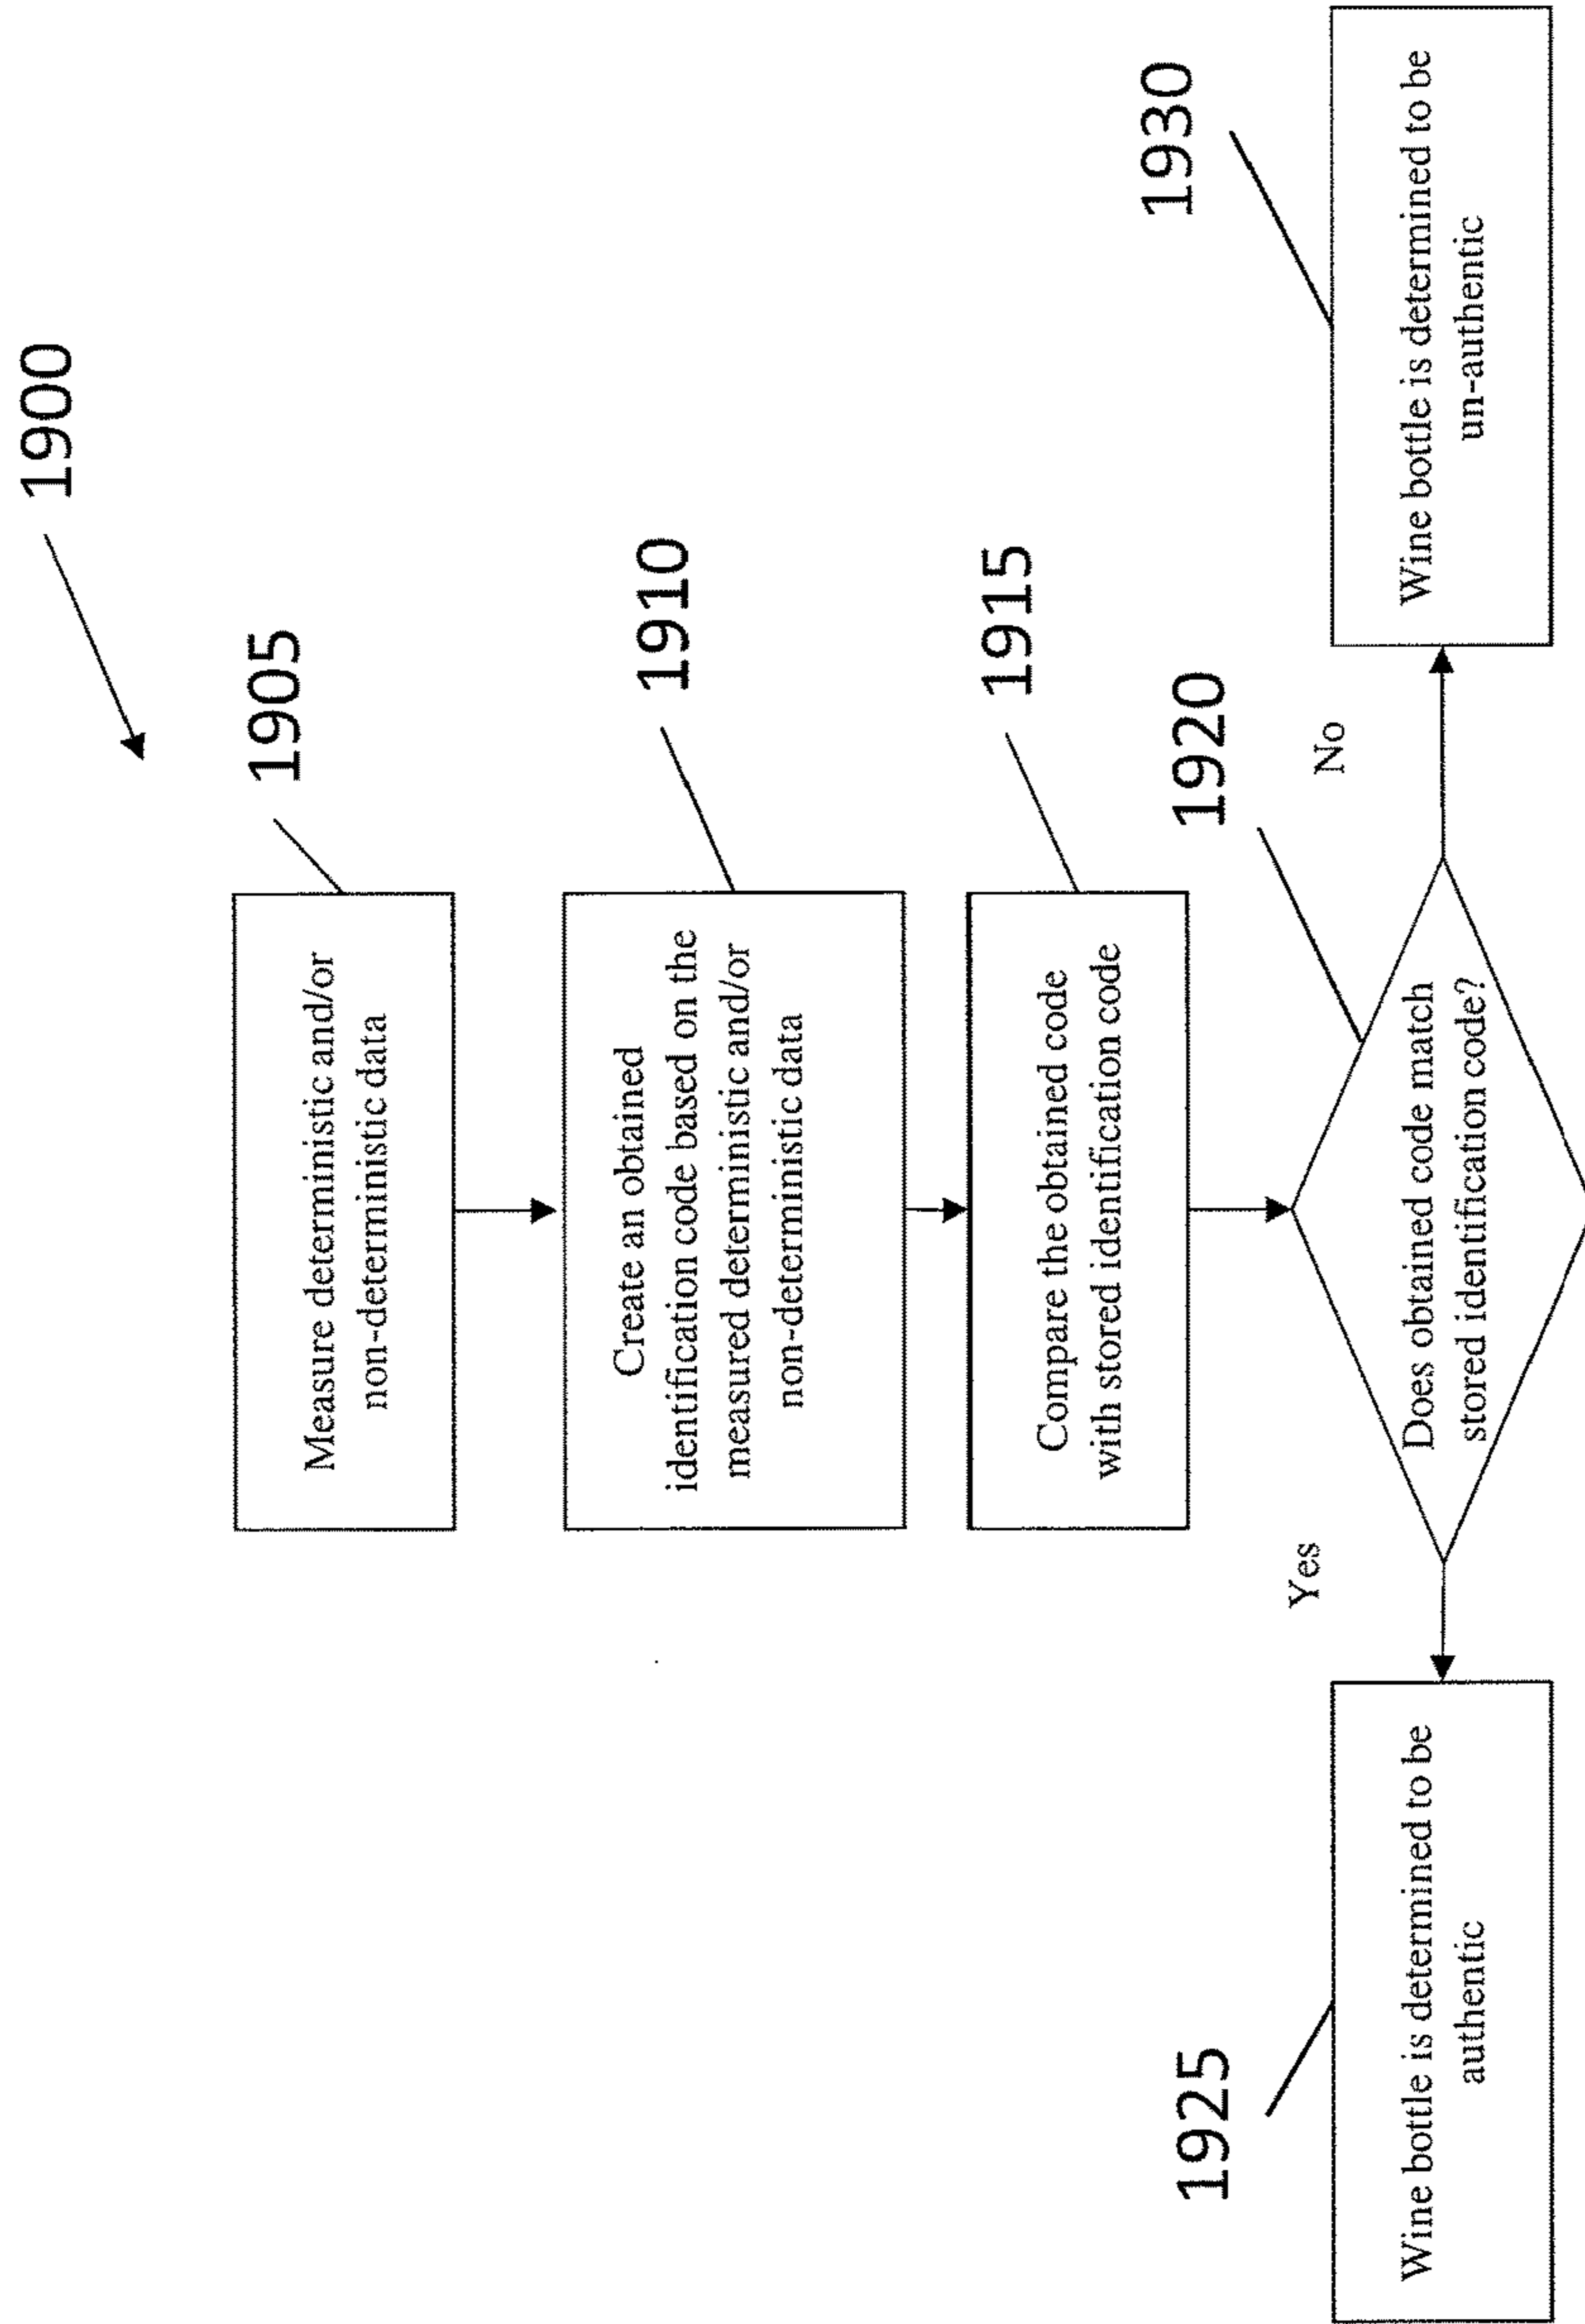 1900
1905
Measure deterministic and/or
non-deterministic data
1910
Create an obtained
identification code based on the
measured deterministic and/or
non-deterministic data
1915
Compare the obtained code
with stored identification code
1920
Does obtained code match
stored identification code?
Yes
No
1925
Wine bottle is determined to be
authentic
1930
Wine bottle is determined to be
un-authentic